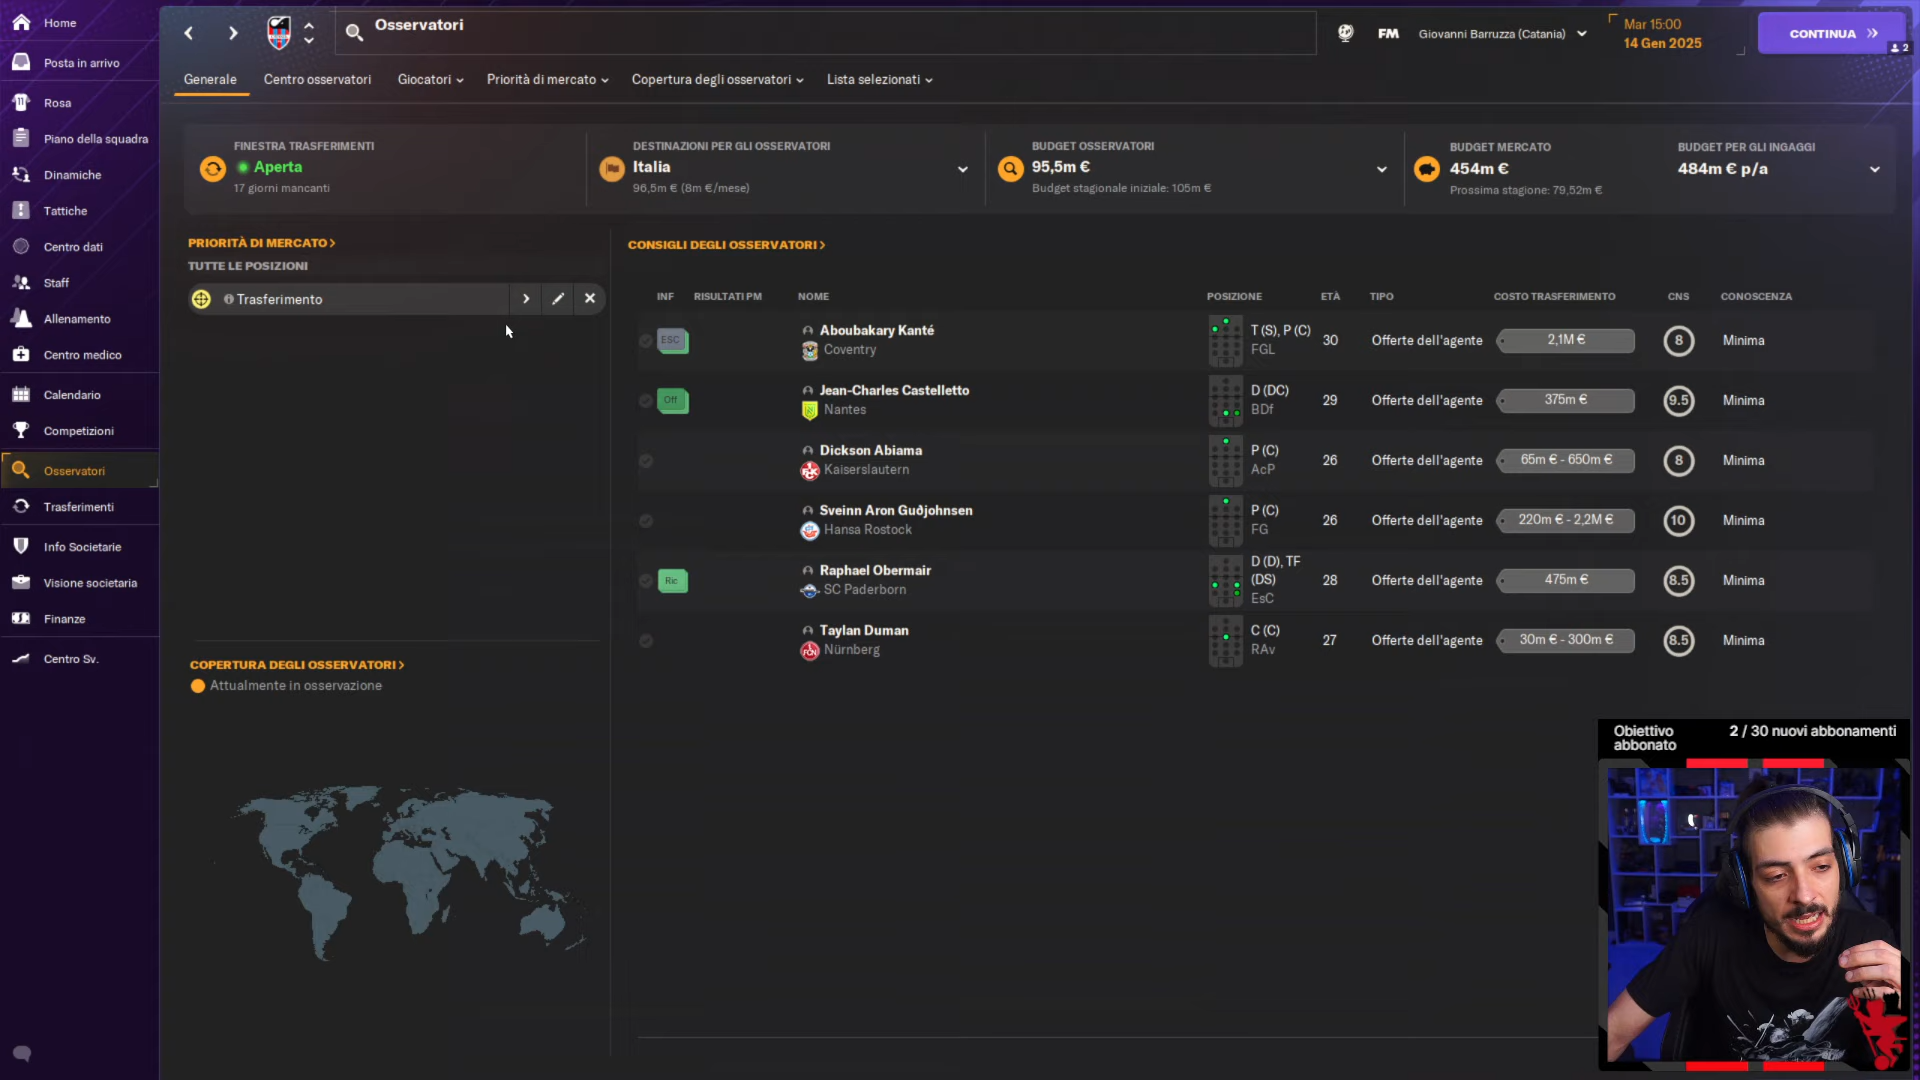 Home
Posta in arrivo
Rosa
Piano della squadra
Dinamiche
Tattiche
Centro dati
Staff
Allenamento
Centro medico
Calendario
Competizioni
Osservatori
Trasferimenti
Info Societarie
Visione societaria
Finanze
Centro Sv.
Osservatori
FM
Giovanni Barruzza (Catania)
Mar 15:00
14 Gen 2025
CONTINUA
2
Generale
Centro osservatori
Giocatori
Priorità di mercato
Copertura degli osservatori
Lista selezionati
FINESTRA TRASFERIMENTI
Aperta
17 giorni mancanti
DESTINAZIONI PER GLI OSSERVATORI
Italia
96,5m € (8m €/mese)
BUDGET OSSERVATORI
95,5m €
Budget stagionale iniziale: 105m €
BUDGET MERCATO
454m €
Prossima stagione: 79,52m €
BUDGET PER GLI INGAGGI
484m € p/a
PRIORITÀ DI MERCATO >
TUTTE LE POSIZIONI
Trasferimento
COPERTURA DEGLI OSSERVATORI >
Attualmente in osservazione
CONSIGLI DEGLI OSSERVATORI >
INF RISULTATI PM NOME POSIZIONE ETÀ TIPO COSTO TRASFERIMENTO CNS CONOSCENZA
ESC Aboubakary Kanté T (S), P (C) 30 Offerte dell'agente 2,1M € 8 Minima
Coventry FGL
Off Jean-Charles Castelletto D (DC) 29 Offerte dell'agente 375m € 9.5 Minima
Nantes BDf
Dickson Abiama P (C) 26 Offerte dell'agente 65m € - 650m € 8 Minima
Kaiserslautern AcP
Sveinn Aron Guðjohnsen P (C) 26 Offerte dell'agente 220m € - 2,2M € 10 Minima
Hansa Rostock FG
Ric Raphael Obermair D (D), TF (DS) 28 Offerte dell'agente 475m € 8.5 Minima
SC Paderborn EsC
Taylan Duman C (C) 27 Offerte dell'agente 30m € - 300m € 8.5 Minima
Nürnberg RAv
Obiettivo abbonato
2 / 30 nuovi abbonamenti